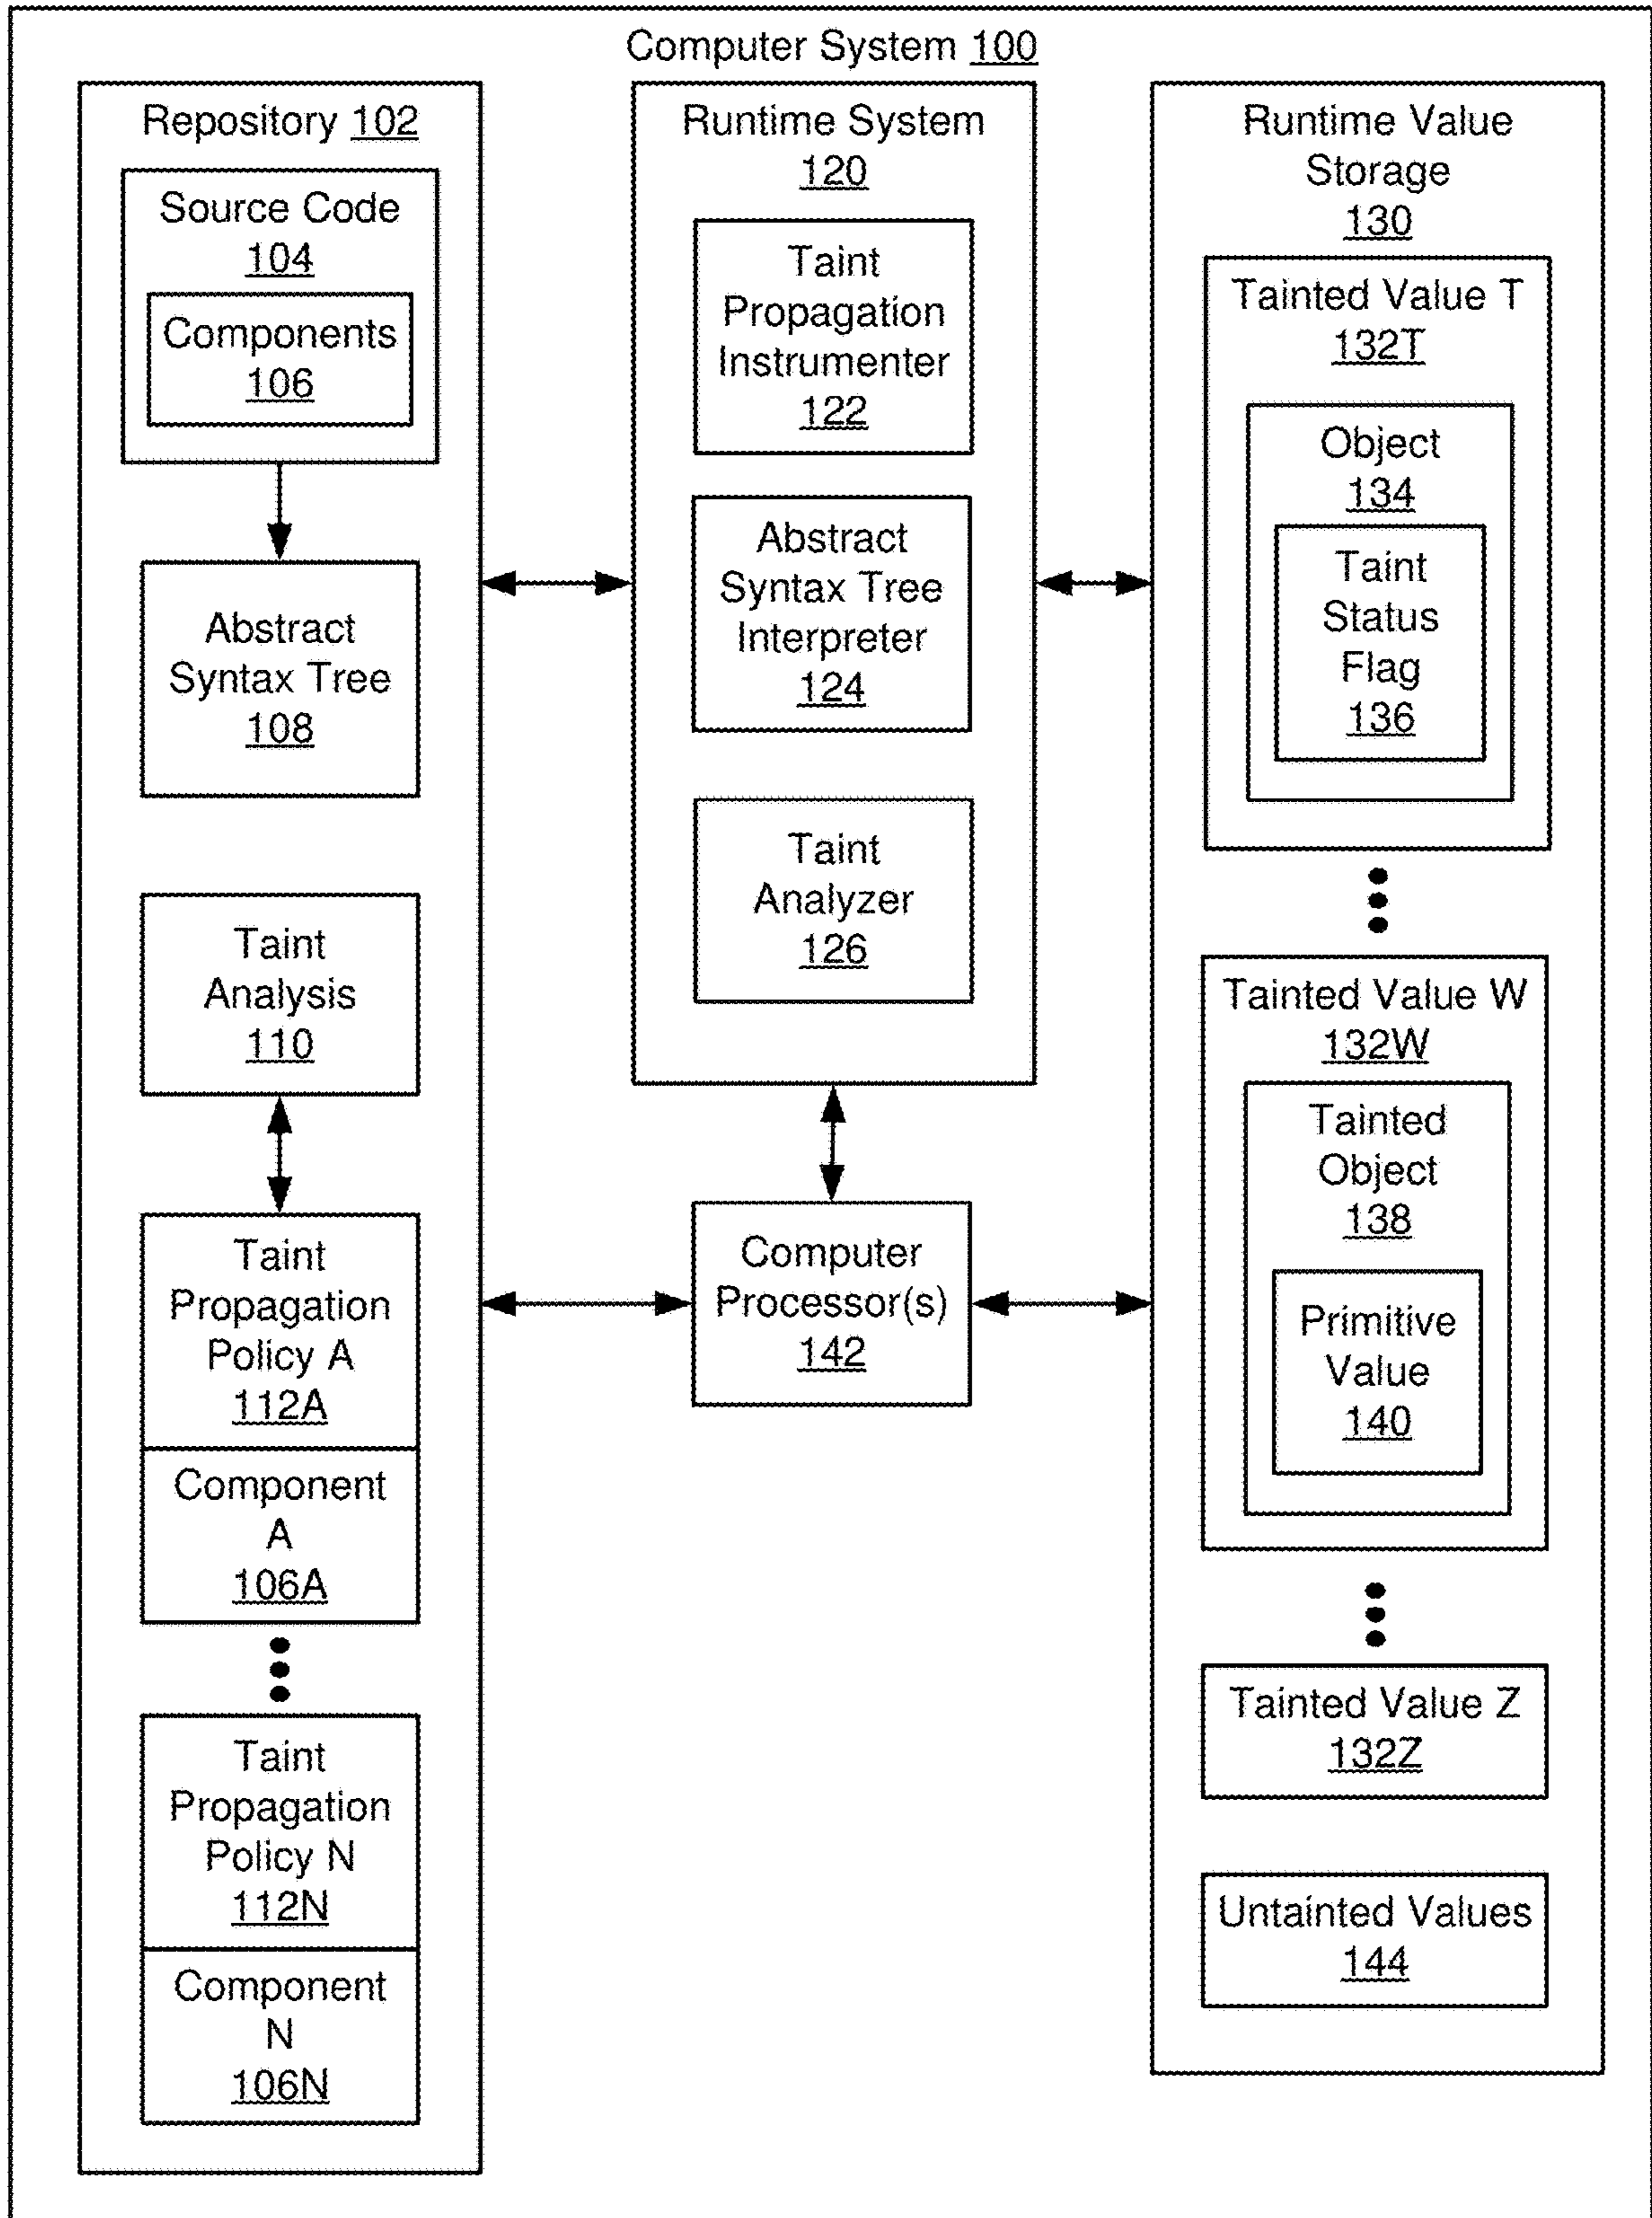 Computer System 100
Repository 102
Source Code
104
Components
106
Abstract
Syntax Tree
108
Taint
Analysis
110
Taint
Propagation
Policy A
112A
Component
A
106A
Taint
Propagation
Policy N
112N
Component
N
106N
Runtime System
120
Taint
Propagation
Instrumenter
122
Abstract
Syntax Tree
Interpreter
124
Taint
Analyzer
126
Computer
Processor(s)
142
Runtime Value
Storage
130
Tainted Value T
132T
Object
134
Taint
Status
Flag
136
Tainted Value W
132W
Tainted
Object
138
Primitive
Value
140
Tainted Value Z
132Z
Untainted Values
144